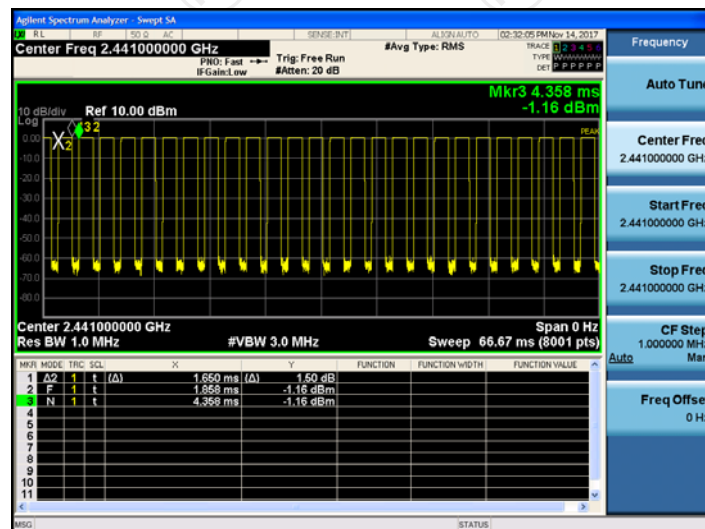 Agilent Spectrum Analyzer - Swept SA
RL RF 50 Ω AC SENSE:INT ALIGN AUTO 02:32:05 PM Nov 14, 2017
Center Freq 2.441000000 GHz
#Avg Type: RMS
TRACE 1 2 3 4 5 6
TYPE WWWWWW
DET P P P P P P
PNO: Fast
IFGain:Low
Trig: Free Run
#Atten: 20 dB
Mkr3 4.358 ms
-1.16 dBm
10 dB/div
Log
Ref 10.00 dBm
PEAK
0.00
-10.0
-20.0
-30.0
-40.0
-50.0
-60.0
-70.0
-80.0
X2
32
Center 2.441000000 GHz
Span 0 Hz
Res BW 1.0 MHz
#VBW 3.0 MHz
Sweep 66.67 ms (8001 pts)
MKR MODE TRC SCL X Y FUNCTION FUNCTION WIDTH FUNCTION VALUE
1 Δ2 1 t (Δ) 1.650 ms (Δ) 1.50 dB
2 F 1 t 1.858 ms -1.16 dBm
3 N 1 t 4.358 ms -1.16 dBm
4
5
6
7
8
9
10
11
MSG
STATUS
Frequency
Auto Tune
Center Freq
2.441000000 GHz
Start Freq
2.441000000 GHz
Stop Freq
2.441000000 GHz
CF Step
1.000000 MHz
Auto Man
Freq Offset
0 Hz